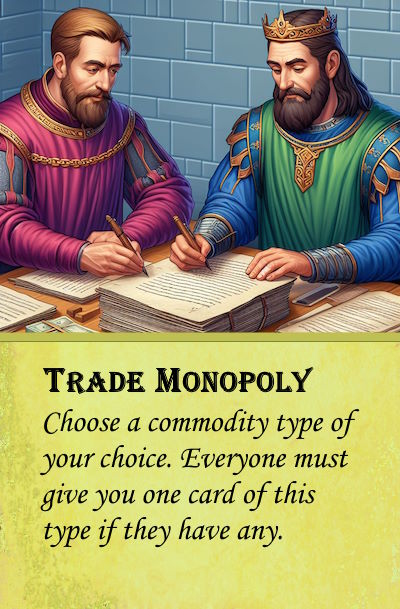 Trade Monopoly
Choose a commodity type of
your choice. Everyone must
give you one card of this
type if they have any.